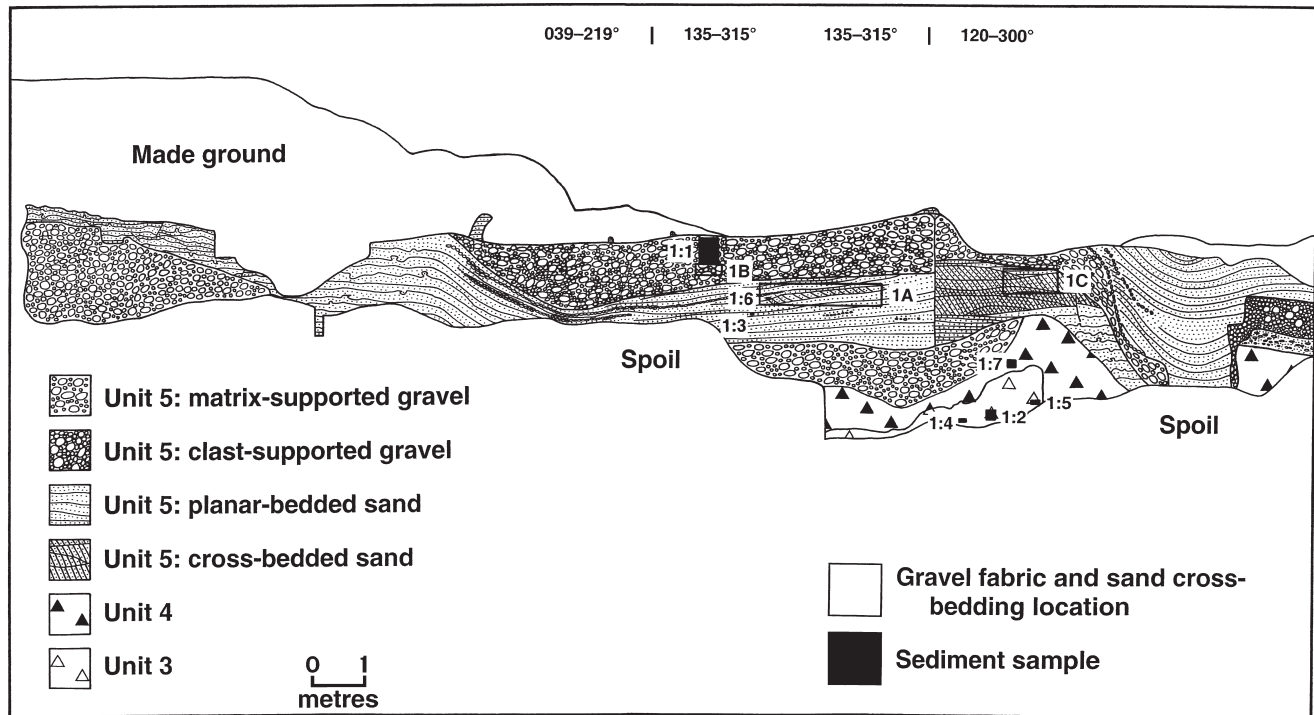 039–219° | 135–315° 135–315° | 120–300°
Made ground
1:1
1B
1:6
1A
1C
1:3
Spoil
1:7
1:5
1:4
1:2
Spoil
Unit 5: matrix-supported gravel
Unit 5: clast-supported gravel
Unit 5: planar-bedded sand
Unit 5: cross-bedded sand
Unit 4
Unit 3
0 1
metres
Gravel fabric and sand cross-
bedding location
Sediment sample